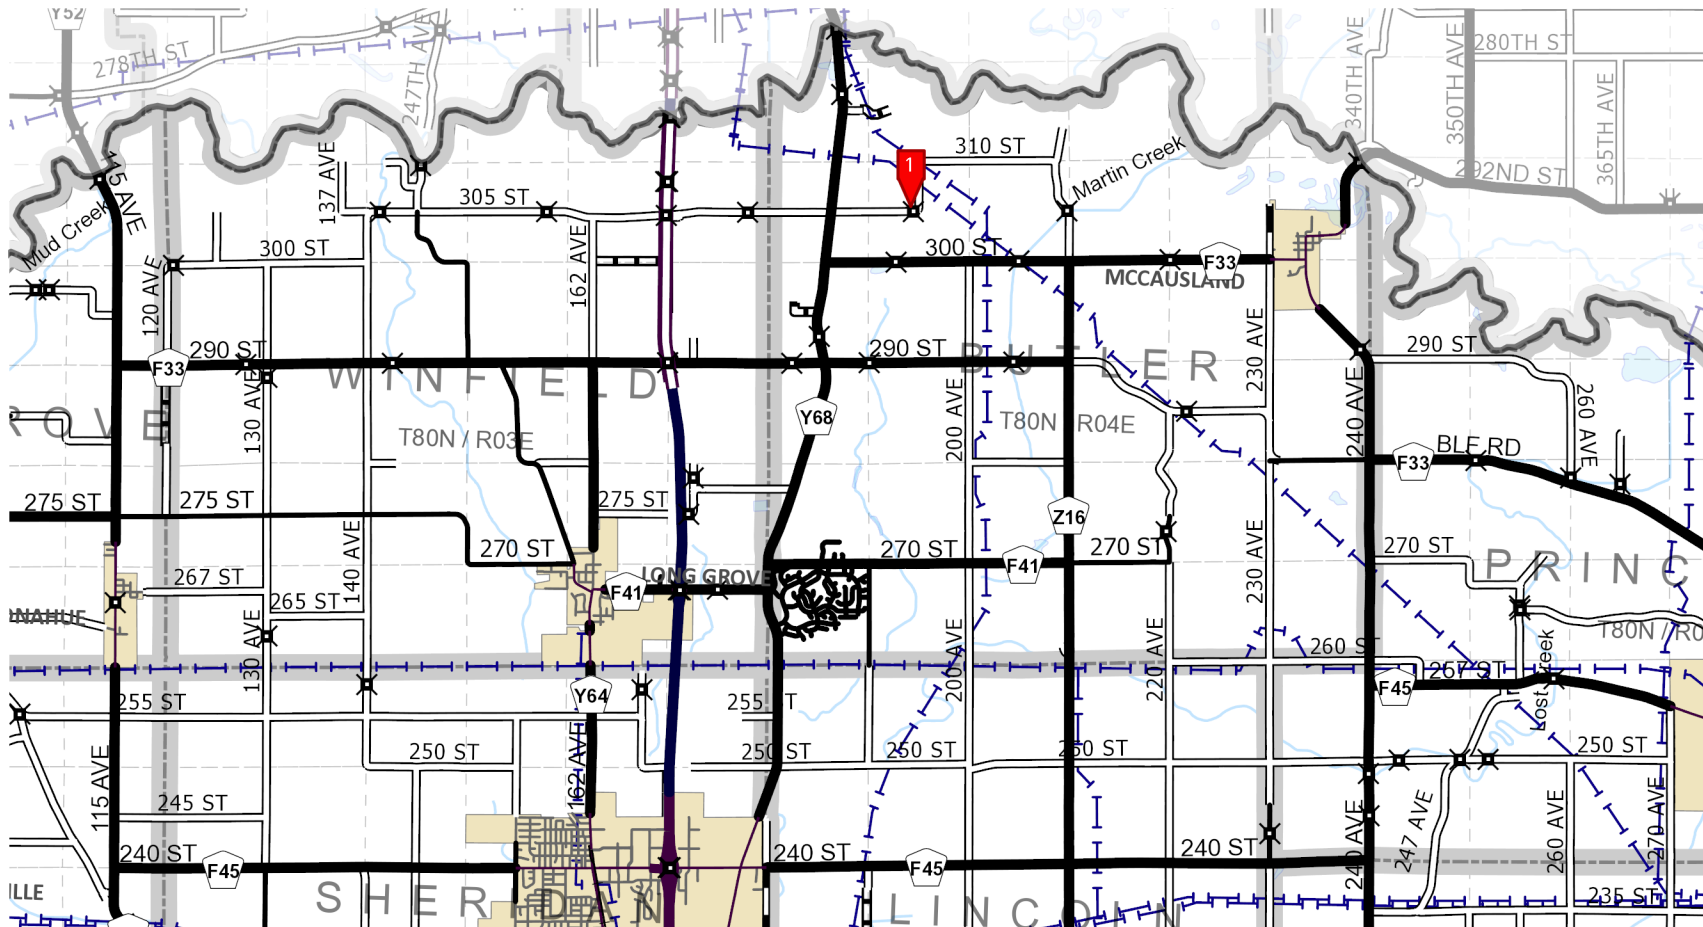 Y52
278TH ST
247TH AVE
340TH AVE
350TH AVE
280TH ST
365TH AVE
292ND ST
115 AVE
137 AVE
1
310 ST
Martin Creek
305 ST
Mud Creek
300 ST
162 AVE
300 ST
F33
MCCAUSLAND
120 AVE
290 ST
F33
290 ST
290 ST
230 AVE
WINFIELD
BUTLER
130 AVE
ROVE
T80N / R03E
Y68
200 AVE
T80N / R04E
240 AVE
260 AVE
F33
BLF RD
275 ST
275 ST
275 ST
Z16
140 AVE
270 ST
270 ST
F41
270 ST
230 AVE
270 ST
PRINC
267 ST
265 ST
F41
LONG GROVE
NAHUE
130 AVE
200 AVE
220 AVE
260 ST
T80N / R0
Lost Creek
267 ST
F45
Y64
255 ST
255 ST
250 ST
250 ST
250 ST
250 ST
250 ST
115 AVE
162 AVE
245 ST
240 AVE
247 AVE
260 AVE
270 AVE
240 ST
F45
240 ST
F45
240 ST
LLE
SHERIDAN
LINCOLN
235 ST